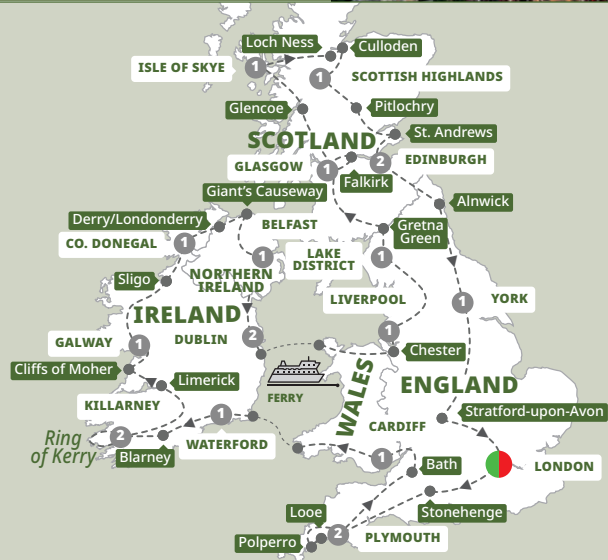 Loch Ness
Culloden
ISLE OF SKYE
1
1
SCOTTISH HIGHLANDS
Glencoe
Pitlochry
SCOTLAND
St. Andrews
GLASGOW
1
2
EDINBURGH
Falkirk
Giant's Causeway
Alnwick
Derry/Londonderry
BELFAST
Gretna
Green
CO. DONEGAL
1
1
LAKE
DISTRICT
1
Sligo
NORTHERN
IRELAND
LIVERPOOL
1
YORK
IRELAND
GALWAY
1
DUBLIN
2
1
Chester
Cliffs of Moher
Limerick
FERRY
WALES
ENGLAND
KILLARNEY
1
Stratford-upon-Avon
Ring
of Kerry
2
Blarney
WATERFORD
CARDIFF
1
Bath
LONDON
Looe
Stonehenge
Polperro
2
PLYMOUTH